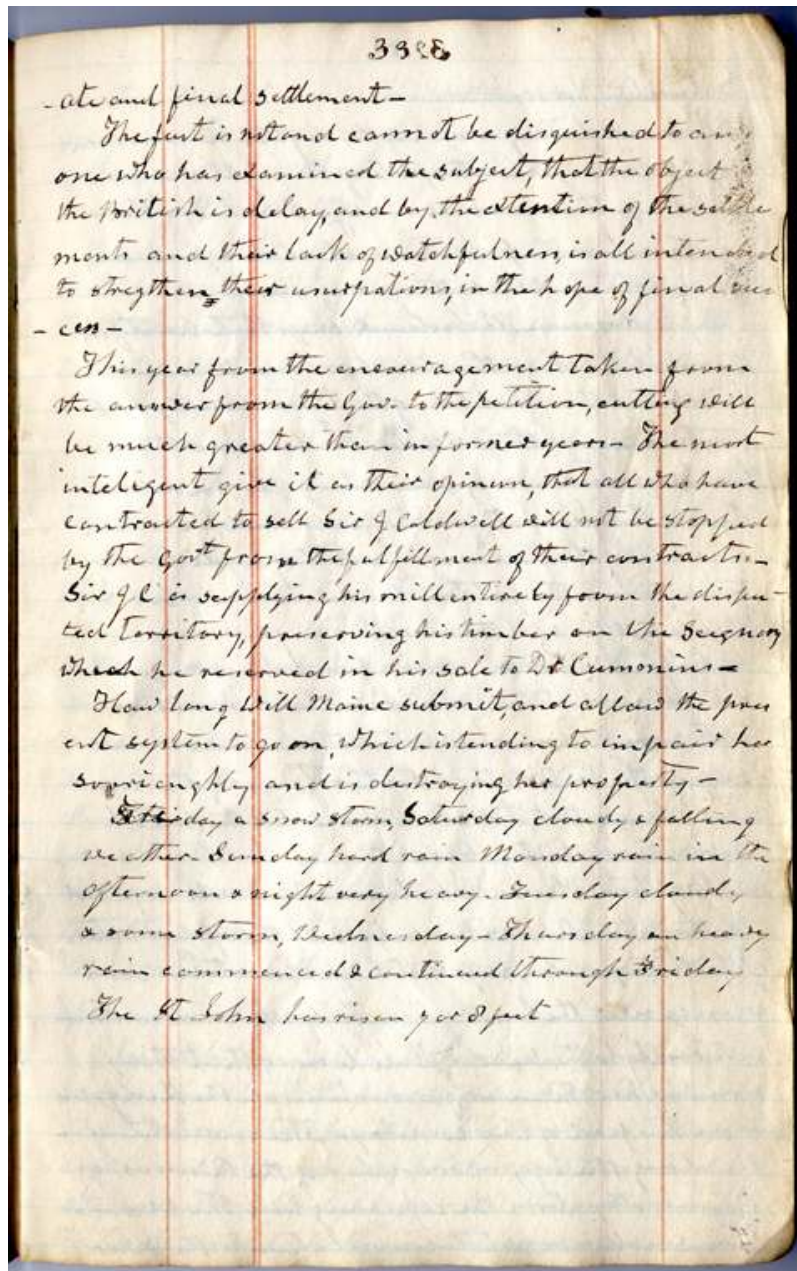 -ate and final settlement-
The fact is not and cannot be disguished to any
one who has examined the subject, that the object
the British is delay, and by, the extention of the settle
ments and their lack of watchfulness, is all intended
to stregthen their usurpations, in the hope of final suc
-cess-
This year from the encouragement taken from
the answer from the Gov. to the petition, cutting will
be much greater than in former years- The most
inteligent give it as their opinion, that all who have
contracted to sell Sir J Caldwell will not be stopped
by the Govt from the fulfillment of their contracts-
Sir J C is supplying his mill entirely from the dispu-
ted Territory, preserving his timber on the Seignory
which he reserved in his sale to Dr Cummins-
How long will Maine submit, and allow the pres
ent system to go on, which is tending to impair her
and is destroying her property-
Friday a snow storm, Saturday cloudy & falling
weather- Sunday hard rain Monday rain in the
afternoon & night very heavy- Tuesday cloudy
& some storm, Wednesday- Thursday an heavy
rain commenced & continued through Friday
The St John has risen 7 or 8 feet